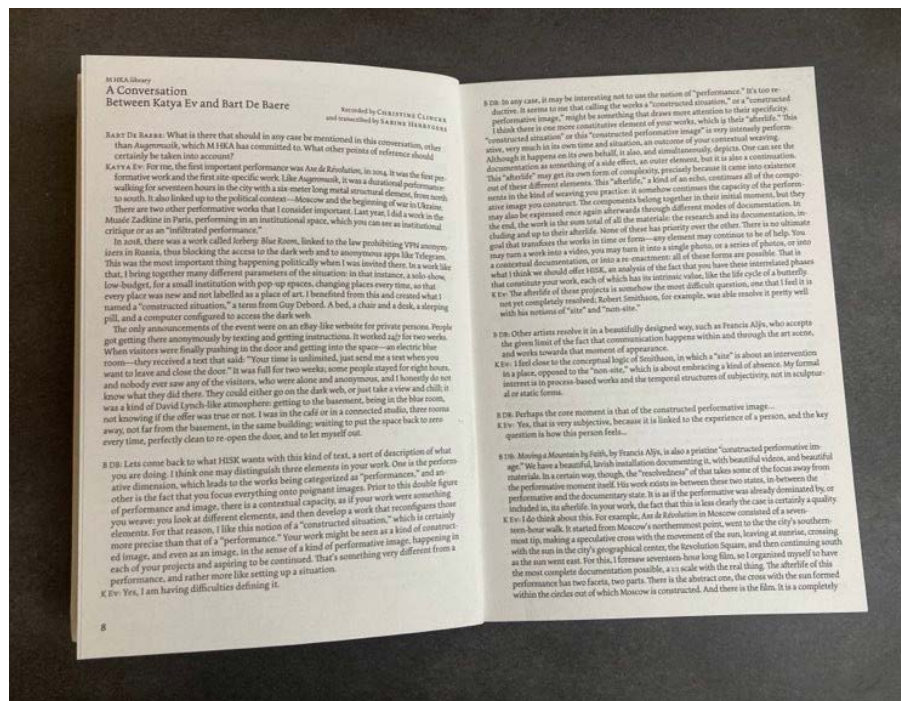 M HKA library
A Conversation
Between Katya Ev and Bart De Baere
Recorded by CHRISTINE CLINCKX
and transcribed by SABINE HERRYGERS
BART DE BAERE: What is there that should in any case be mentioned in this conversation, other
than Augenmusik, which M HKA has committed to. What other points of reference should
certainly be taken into account?
KATYA EV: For me, the first important performance was Axe de Révolution, in 2014. It was the first per-
formative work and the first site-specific work. Like Augenmusik, it was a durational performance:
walking for seventeen hours in the city with a six-meter long metal structural element, from north
to south. It also linked up to the political context—Moscow and the beginning of war in Ukraine.
There are two other performative works that I consider important. Last year, I did a work in the
Musée Zadkine in Paris, performing in an institutional space, which you can see as institutional
critique or as an "infiltrated performance."
In 2018, there was a work called Iceberg: Blue Room, linked to the law prohibiting VPN anonym-
izers in Russia, thus blocking the access to the dark web and to anonymous apps like Telegram.
This was the most important thing happening politically when I was invited there. In a work like
that, I bring together many different parameters of the situation: in that instance, a solo-show,
low-budget, for a small institution with pop-up spaces, changing places every time, so that
every place was new and not labelled as a place of art. I benefited from this and created what I
named a "constructed situation," a term from Guy Debord. A bed, a chair and a desk, a sleeping
pill, and a computer configured to access the dark web.
The only announcements of the event were on an eBay-like website for private persons. People
got getting there anonymously by texting and getting instructions. It worked 24/7 for two weeks.
When visitors were finally pushing in the door and getting into the space—an electric blue
room—they received a text that said: "Your time is unlimited, just send me a text when you
want to leave and close the door." It was full for two weeks; some people stayed for eight hours,
and nobody ever saw any of the visitors, who were alone and anonymous, and I honestly do not
know what they did there. They could either go on the dark web, or just take a view and chill; it
was a kind of David Lynch-like atmosphere: getting to the basement, being in the blue room,
not knowing if the offer was true or not. I was in the café or in a connected studio, three rooms
away, not far from the basement, in the same building; waiting to put the space back to zero
every time, perfectly clean to re-open the door, and to let myself out.
B DB: Lets come back to what HISK wants with this kind of text, a sort of description of what
you are doing. I think one may distinguish three elements in your work. One is the perform-
ative dimension, which leads to the works being categorized as "performances," and an-
other is the fact that you focus everything onto poignant images. Prior to this double figure
of performance and image, there is a contextual capacity, as if your work were something
you weave: you look at different elements, and then develop a work that reconfigures those
elements. For that reason, I like this notion of a "constructed situation," which is certainly
more precise than that of a "performance." Your work might be seen as a kind of construct-
ed image, and even as an image, in the sense of a kind of performative image, happening in
each of your projects and aspiring to be continued. That's something very different from a
performance, and rather more like setting up a situation.
K EV: Yes, I am having difficulties defining it.
8
B DB: In any case, it may be interesting not to use the notion of "performance." It's too re-
ductive. It seems to me that calling the works a "constructed situation," or a "constructed
performative image," might be something that draws more attention to their specificity.
I think there is one more constitutive element of your works, which is their "afterlife." This
"constructed situation" or this "constructed performative image" is very intensely perform-
ative, very much in its own time and situation, an outcome of your contextual weaving.
Although it happens on its own behalf, it also, and simultaneously, depicts. One can see the
documentation as something of a side effect, an outer element, but it is also a continuation.
This "afterlife" may get its own form of complexity, precisely because it came into existence
out of these different elements. This "afterlife," a kind of an echo, continues all of the compo-
nents in the kind of weaving you practice: it somehow continues the capacity of the perform-
ative image you construct. The components belong together in their initial moment, but they
may also be expressed once again afterwards through different modes of documentation. In
the end, the work is the sum total of all the materials: the research and its documentation, in-
cluding and up to their afterlife. None of these has priority over the other. There is no ultimate
goal that transfixes the works in time or form—any element may continue to be of help. You
may turn a work into a video, you may turn it into a single photo, or a series of photos, or into
a contextual documentation, or into a re-enactment: all of these forms are possible. That is
what I think we should offer HISK, an analysis of the fact that you have these interrelated phases
that constitute your work, each of which has its intrinsic value, like the life cycle of a butterfly.
K EV: The afterlife of these projects is somehow the most difficult question, one that I feel it is
not yet completely resolved; Robert Smithson, for example, was able resolve it pretty well
with his notions of "site" and "non-site."
B DB: Other artists resolve it in a beautifully designed way, such as Francis Alÿs, who accepts
the given limit of the fact that communication happens within and through the art scene,
and works towards that moment of appearance.
K EV: I feel close to the conceptual logic of Smithson, in which a "site" is about an intervention
in a place, opposed to the "non-site," which is about embracing a kind of absence. My formal
interest is in process-based works and the temporal structures of subjectivity, not in sculptur-
al or static forms.
B DB: Perhaps the core moment is that of the constructed performative image...
K EV: Yes, that is very subjective, because it is linked to the experience of a person, and the key
question is how this person feels...
B DB: Moving a Mountain by Faith, by Francis Alÿs, is also a pristine "constructed performative im-
age." We have a beautiful, lavish installation documenting it, with beautiful videos, and beautiful
materials. In a certain way, though, the "resolvedness" of that takes some of the focus away from
the performative moment itself. His work exists in-between these two states, in-between the
performative and the documentary state. It is as if the performative was already dominated by, or
included in, its afterlife. In your work, the fact that this is less clearly the case is certainly a quality.
K EV: I do think about this. For example, Axe de Révolution in Moscow consisted of a seven-
teen-hour walk. It started from Moscow's northernmost point, went to the the city's southern-
most tip, making a speculative cross with the movement of the sun, leaving at sunrise, crossing
with the sun in the city's geographical center, the Revolution Square, and then continuing south
as the sun went east. For this, I foresaw seventeen-hour long film, so I organized myself to have
the most complete documentation possible, a 1:1 scale with the real thing. The afterlife of this
performance has two facets, two parts. There is the abstract one, the cross with the sun formed
within the circles out of which Moscow is constructed. And there is the film. It is a completely